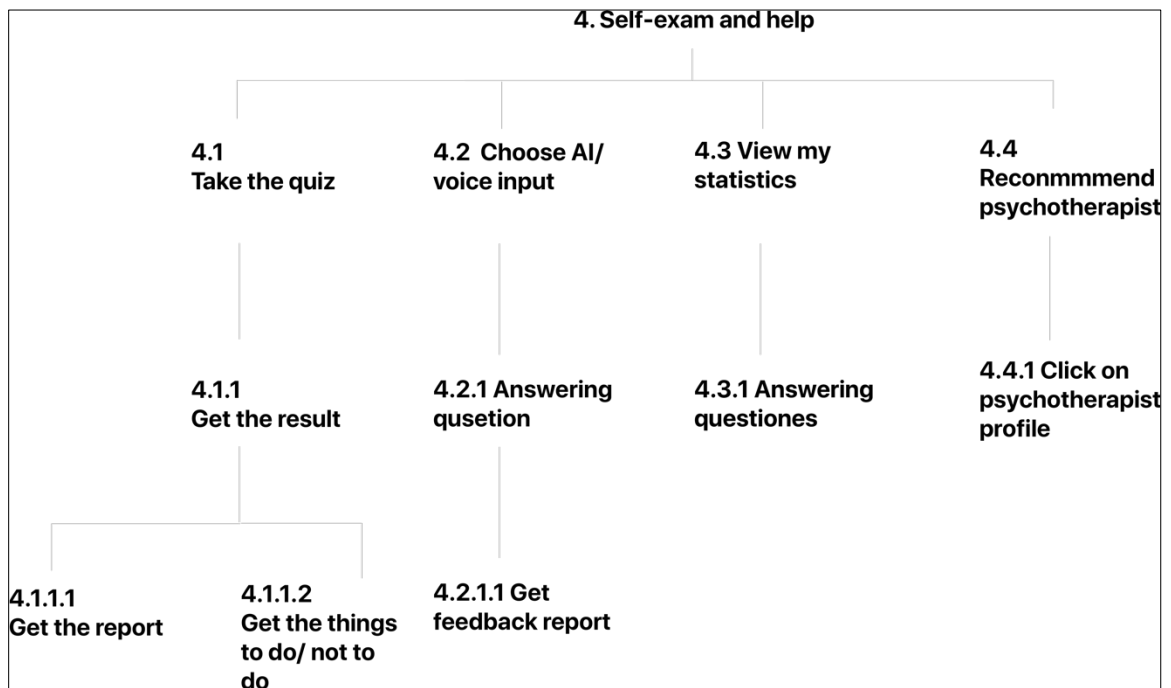 4. Self-exam and help
4.1
Take the quiz
4.2 Choose AI/
voice input
4.3 View my
statistics
4.4
Reconmmmend
psychotherapist
4.1.1
Get the result
4.2.1 Answering
qusetion
4.3.1 Answering
questiones
4.4.1 Click on
psychotherapist
profile
4.1.1.1
Get the report
4.1.1.2
Get the things
to do/ not to
do
4.2.1.1 Get
feedback report